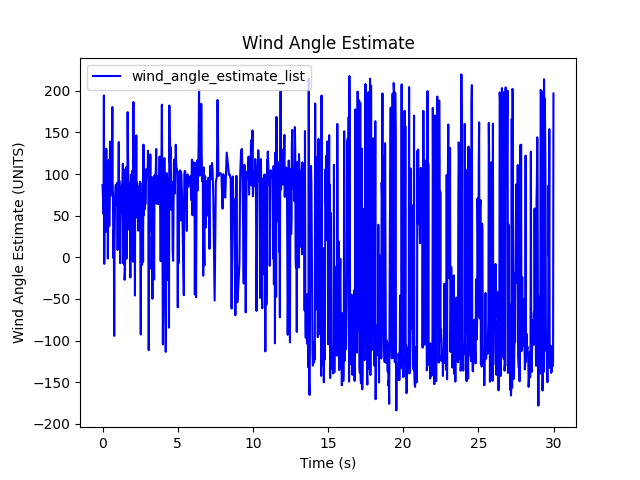 Wind Angle Estimate
wind_angle_estimate_list
Wind Angle Estimate (UNITS)
200
150
100
50
0
−50
−100
−150
−200
0 5 10 15 20 25 30
Time (s)